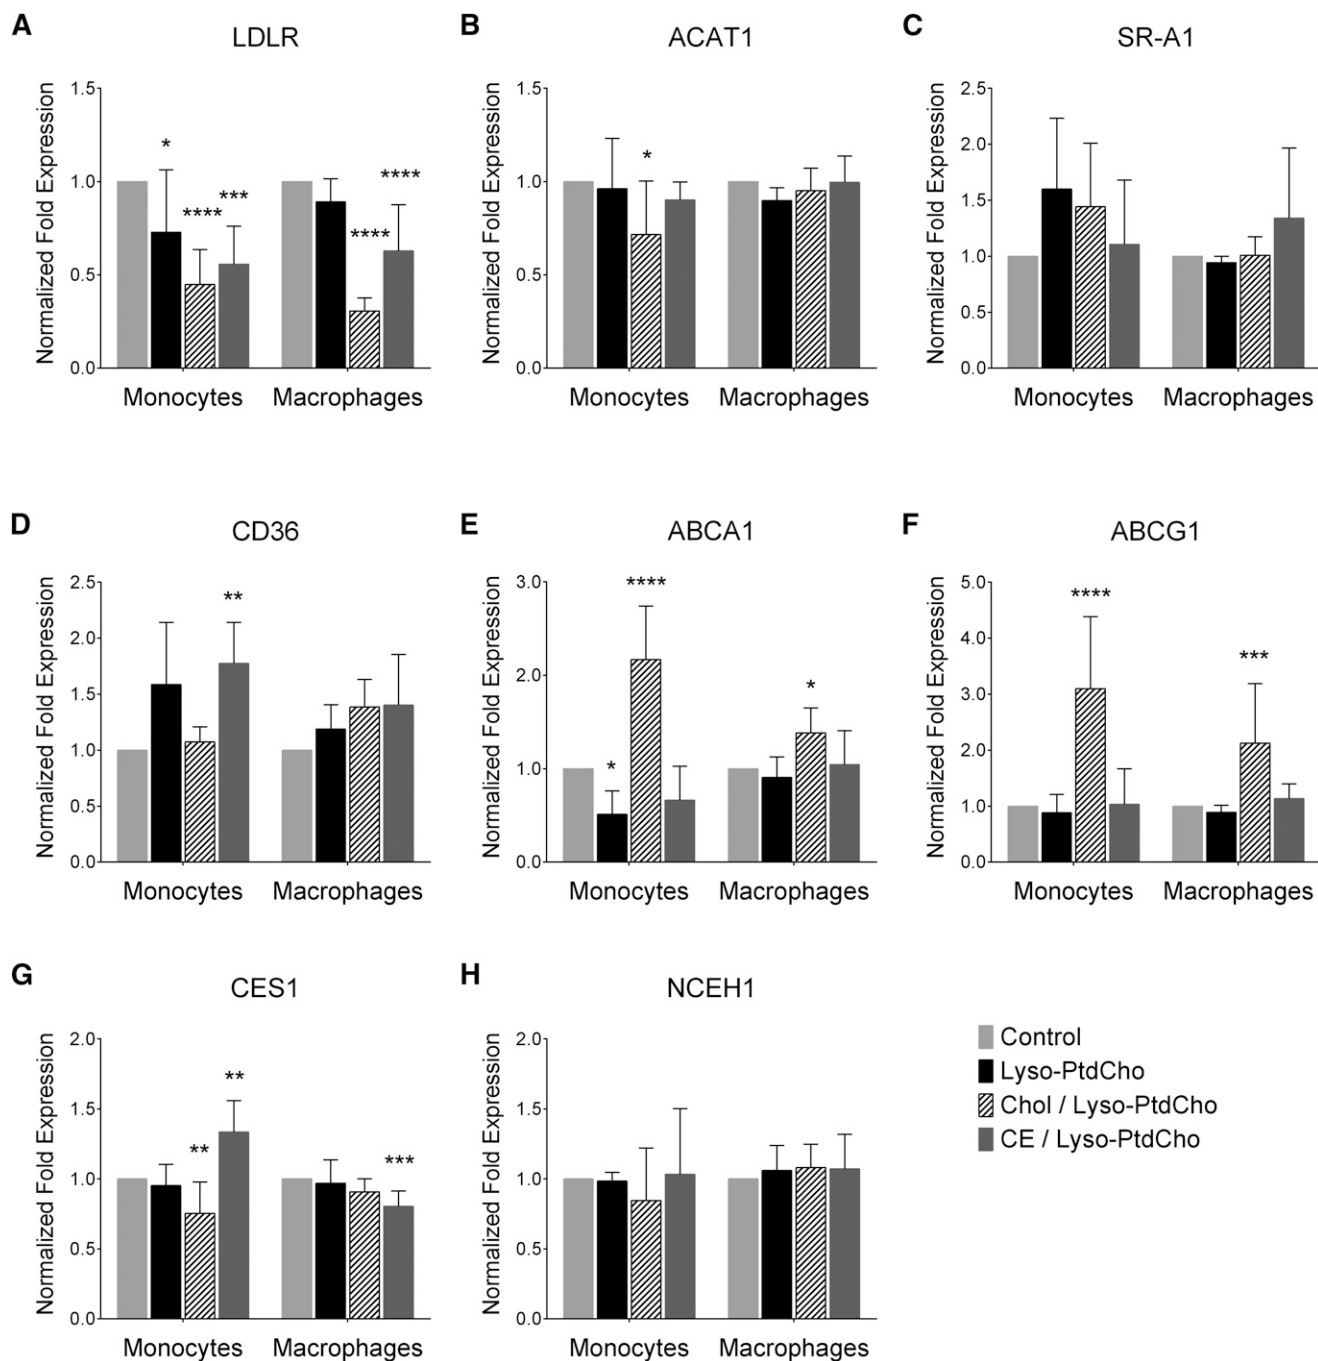 A LDLR
Normalized Fold Expression
1.5
1.0
0.5
0.0
*
****
***
****
****
Monocytes Macrophages
B ACAT1
Normalized Fold Expression
1.5
1.0
0.5
0.0
*
Monocytes Macrophages
C SR-A1
Normalized Fold Expression
2.5
2.0
1.5
1.0
0.5
0.0
Monocytes Macrophages
D CD36
Normalized Fold Expression
2.5
2.0
1.5
1.0
0.5
0.0
**
Monocytes Macrophages
E ABCA1
Normalized Fold Expression
3.0
2.0
1.0
0.0
*
****
*
Monocytes Macrophages
F ABCG1
Normalized Fold Expression
5.0
4.0
3.0
2.0
1.0
0.0
****
***
Monocytes Macrophages
G CES1
Normalized Fold Expression
2.0
1.5
1.0
0.5
0.0
**
**
***
Monocytes Macrophages
H NCEH1
Normalized Fold Expression
2.0
1.5
1.0
0.5
0.0
Monocytes Macrophages
Control
Lyso-PtdCho
Chol / Lyso-PtdCho
CE / Lyso-PtdCho